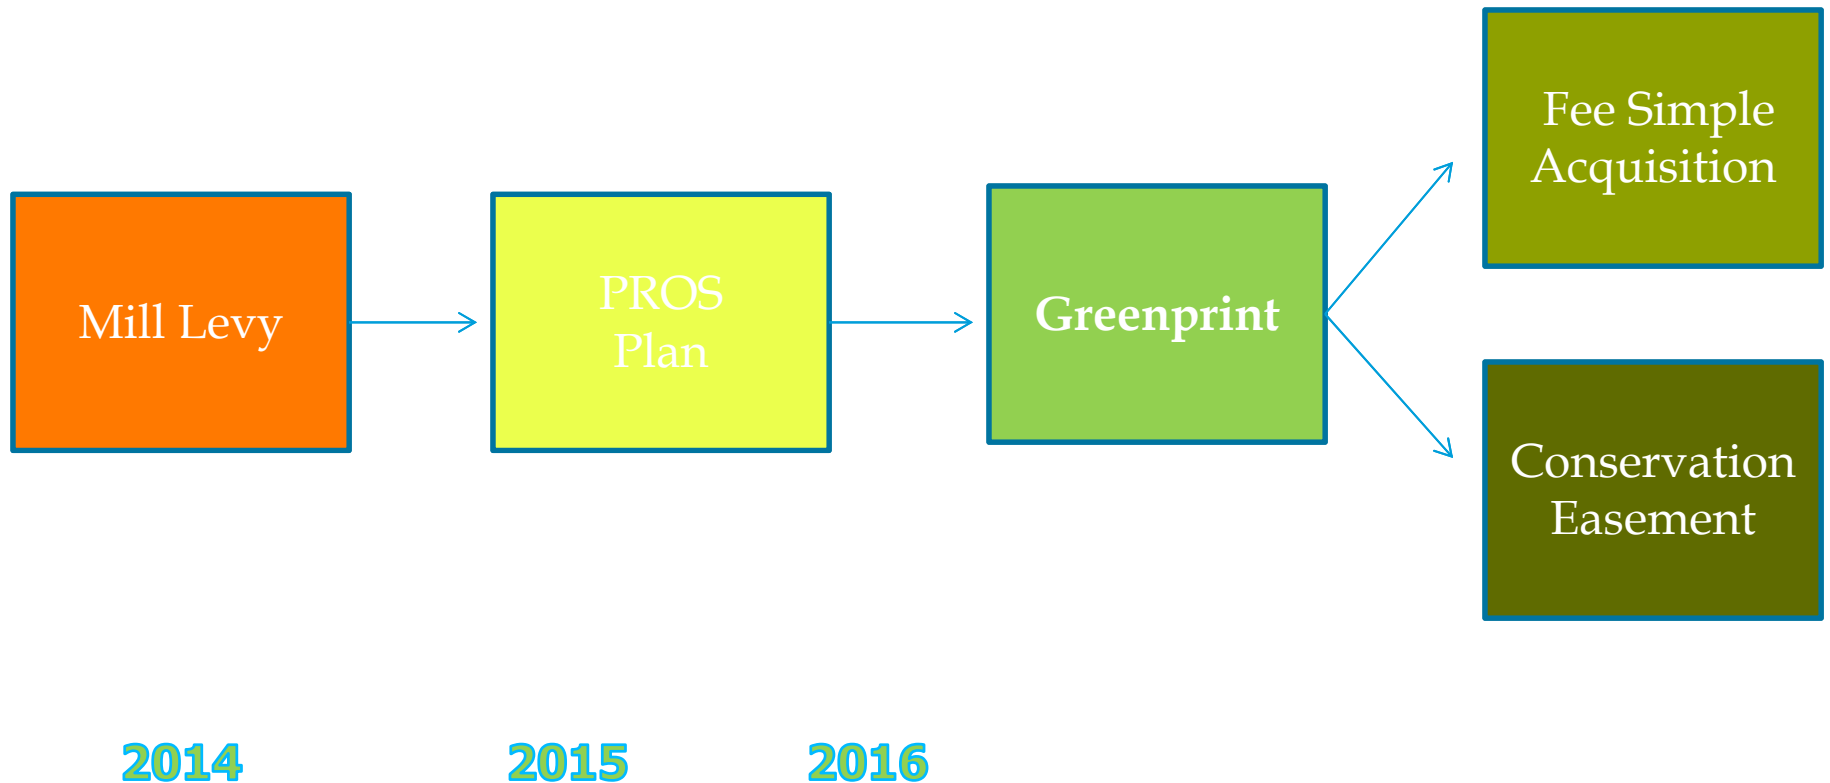 Mill Levy
PROS
Plan
Greenprint
Fee Simple
Acquisition
Conservation
Easement
2014
2015
2016